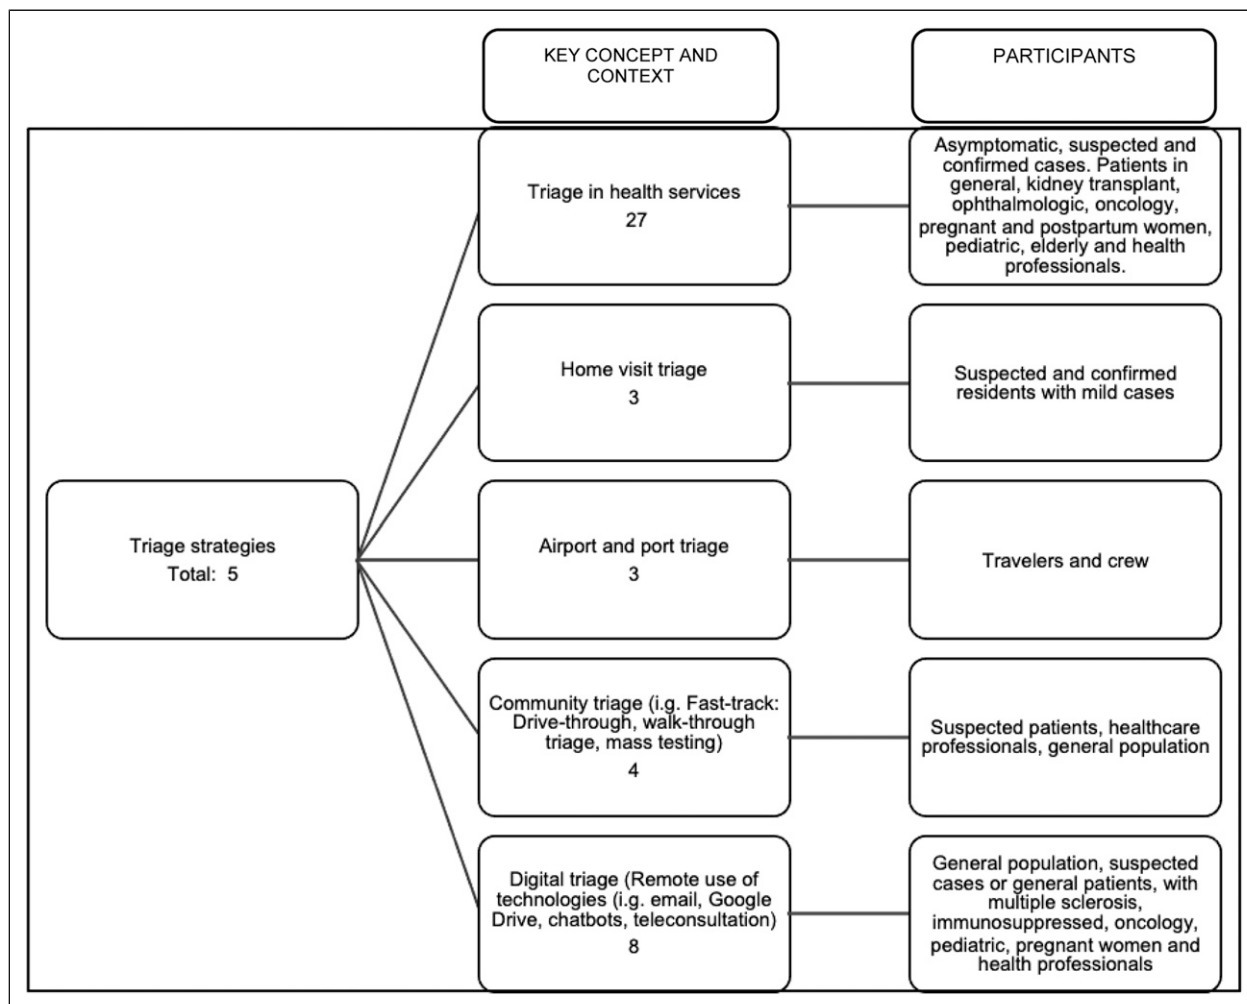 KEY CONCEPT AND
CONTEXT
PARTICIPANTS
Triage in health services
27
Asymptomatic, suspected and
confirmed cases. Patients in
general, kidney transplant,
ophthalmologic, oncology,
pregnant and postpartum women,
pediatric, elderly and health
professionals.
Home visit triage
3
Suspected and confirmed
residents with mild cases
Triage strategies
Total: 5
Airport and port triage
3
Travelers and crew
Community triage (i.g. Fast-track:
Drive-through, walk-through
triage, mass testing)
4
Suspected patients, healthcare
professionals, general population
Digital triage (Remote use of
technologies (i.g. email, Google
Drive, chatbots, teleconsultation)
8
General population, suspected
cases or general patients, with
multiple sclerosis,
immunosuppressed, oncology,
pediatric, pregnant women and
health professionals